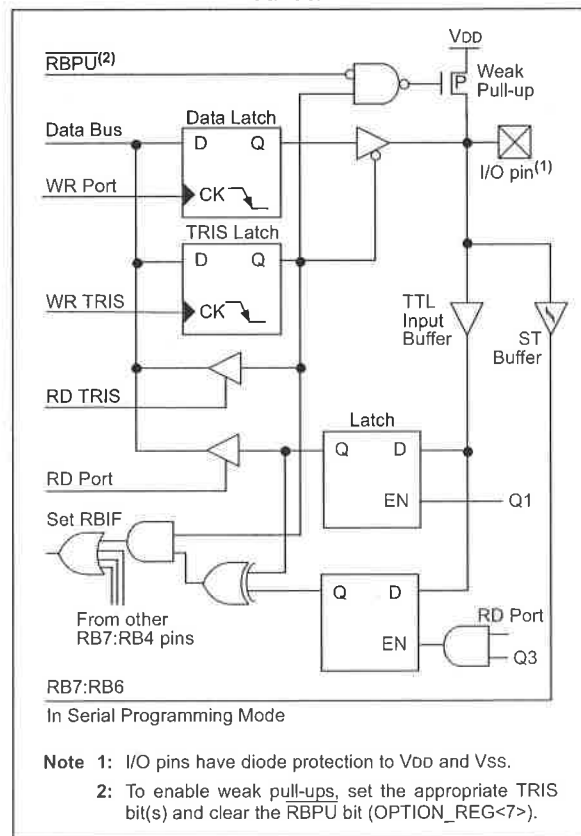 RBPU(2)
VDD
P
Weak
Pull-up
Data Bus
Data Latch
D Q
I/O pin(1)
WR Port
CK
TRIS Latch
D Q
WR TRIS
CK
TTL
Input
Buffer
ST
Buffer
RD TRIS
Latch
Q D
RD Port
EN
Q1
Set RBIF
Q D
From other
RB7:RB4 pins
RD Port
EN
Q3
RB7:RB6
In Serial Programming Mode
Note 1: I/O pins have diode protection to VDD and VSS.
2: To enable weak pull-ups, set the appropriate TRIS
bit(s) and clear the RBPU bit (OPTION_REG<7>).